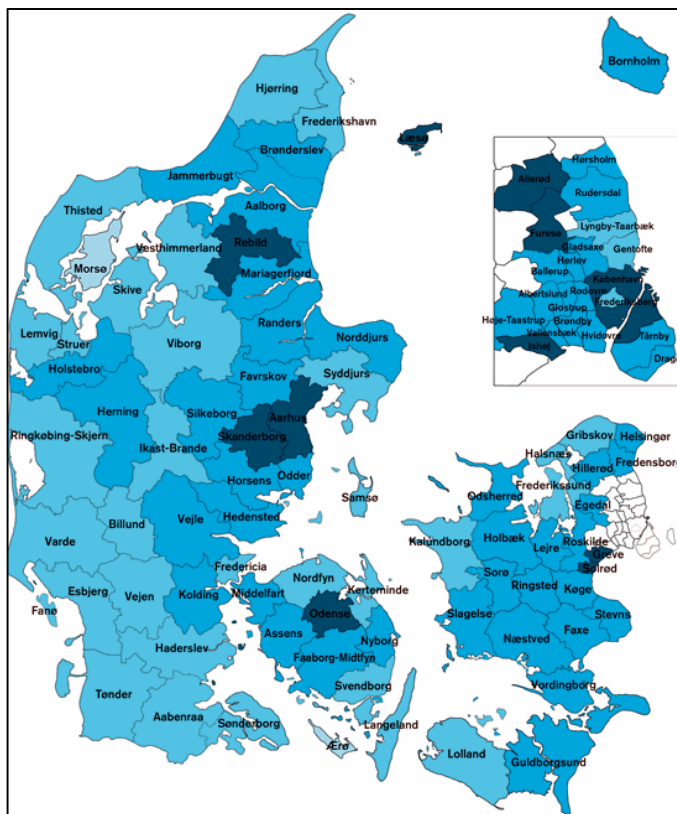 Bornholm
Hjørring
Frederikshavn
Læsø
Brønderslev
Jammerbugt
Aalborg
Thisted
Vesthimmerland
Rebild
Morsø
Mariagerfjord
Skive
Randers
Lemvig
Struer
Viborg
Norddjurs
Holstebro
Favrskov
Syddjurs
Herning
Silkeborg
Aarhus
Skanderborg
Ringkøbing-Skjern
Ikast-Brande
Odder
Horsens
Samsø
Billund
Vejle
Hedensted
Varde
Fredericia
Nordfyn
Kerteminde
Esbjerg
Vejen
Kolding
Middelfart
Odense
Fanø
Assens
Nyborg
Haderslev
Faaborg-Midtfyn
Svendborg
Tønder
Aabenraa
Sønderborg
Langeland
Ærø
Allerød
Hørsholm
Rudersdal
Furesø
Lyngby-Taarbæk
Gladsaxe
Gentofte
Herlev
Ballerup
København
Albertslund
Rødovre
Frederiksberg
Glostrup
Høje-Taastrup
Brøndby
Vallensbæk
Hvidovre
Tårnby
Ishøj
Drag
Gribskov
Helsingør
Halsnæs
Hillerød
Fredensborg
Frederikssund
Odsherred
Egedal
Kalundborg
Holbæk
Lejre
Roskilde
Greve
Solrød
Sorø
Ringsted
Køge
Slagelse
Stevns
Næstved
Faxe
Vordingborg
Lolland
Guldborgsund